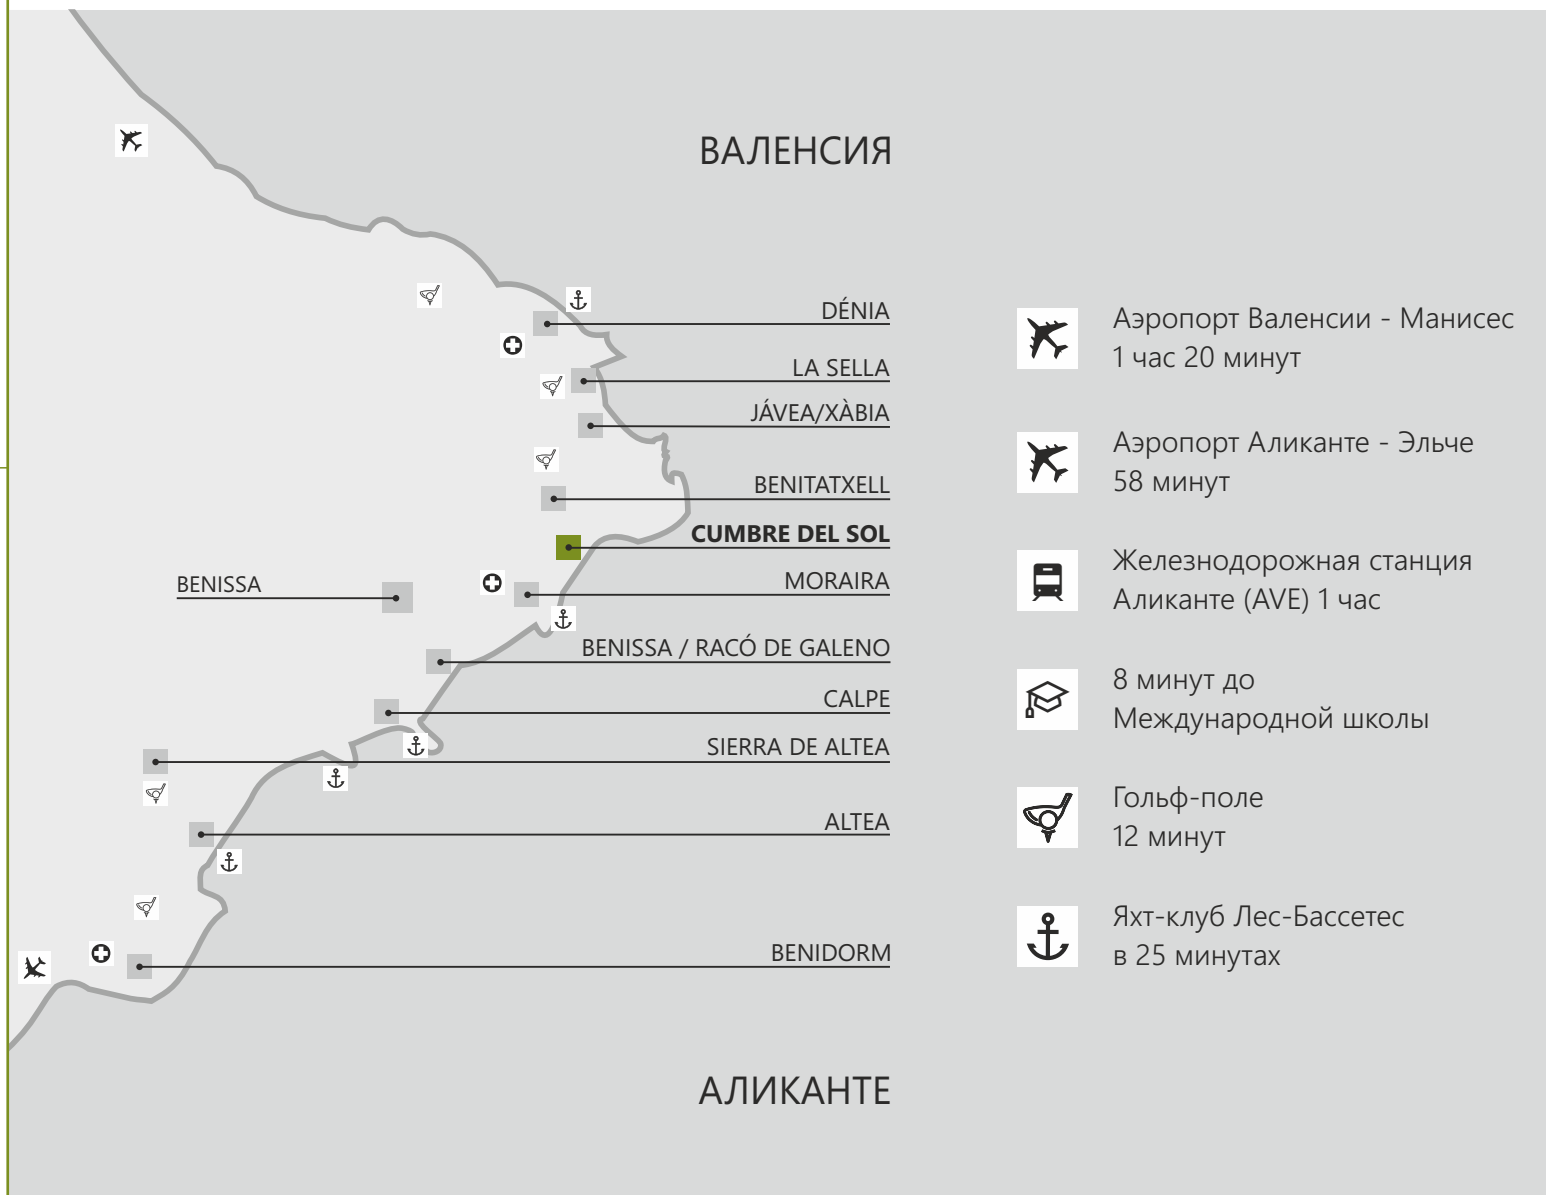 ВАЛЕНСИЯ
DÉNIA
LA SELLA
JÁVEA/XÀBIA
BENITATXELL
CUMBRE DEL SOL
MORAIRA
BENISSA
BENISSA / RACÓ DE GALENO
CALPE
SIERRA DE ALTEA
ALTEA
BENIDORM
АЛИКАНТЕ
Аэропорт Валенсии - Манисес
1 час 20 минут
Аэропорт Аликанте - Эльче
58 минут
Железнодорожная станция
Аликанте (AVE) 1 час
8 минут до
Международной школы
Гольф-поле
12 минут
Яхт-клуб Лес-Бассетес
в 25 минутах